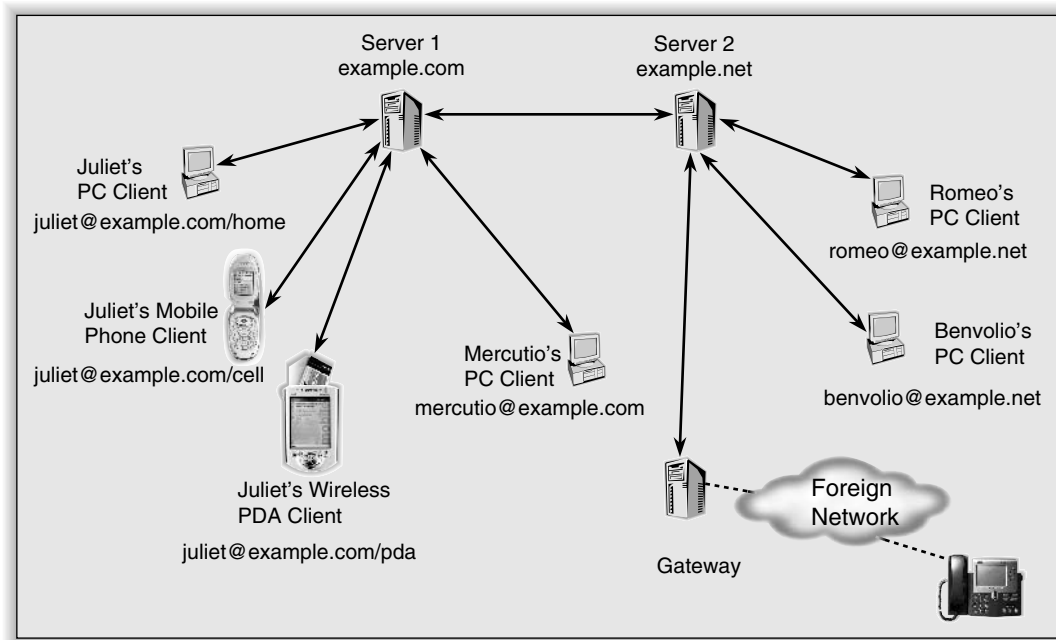 Server 1
example.com
Server 2
example.net
Juliet's
PC Client
juliet@example.com/home
Romeo's
PC Client
romeo@example.net
Juliet's Mobile
Phone Client
juliet@example.com/cell
Mercutio's
PC Client
mercutio@example.com
Benvolio's
PC Client
benvolio@example.net
Juliet's Wireless
PDA Client
juliet@example.com/pda
Foreign
Network
Gateway